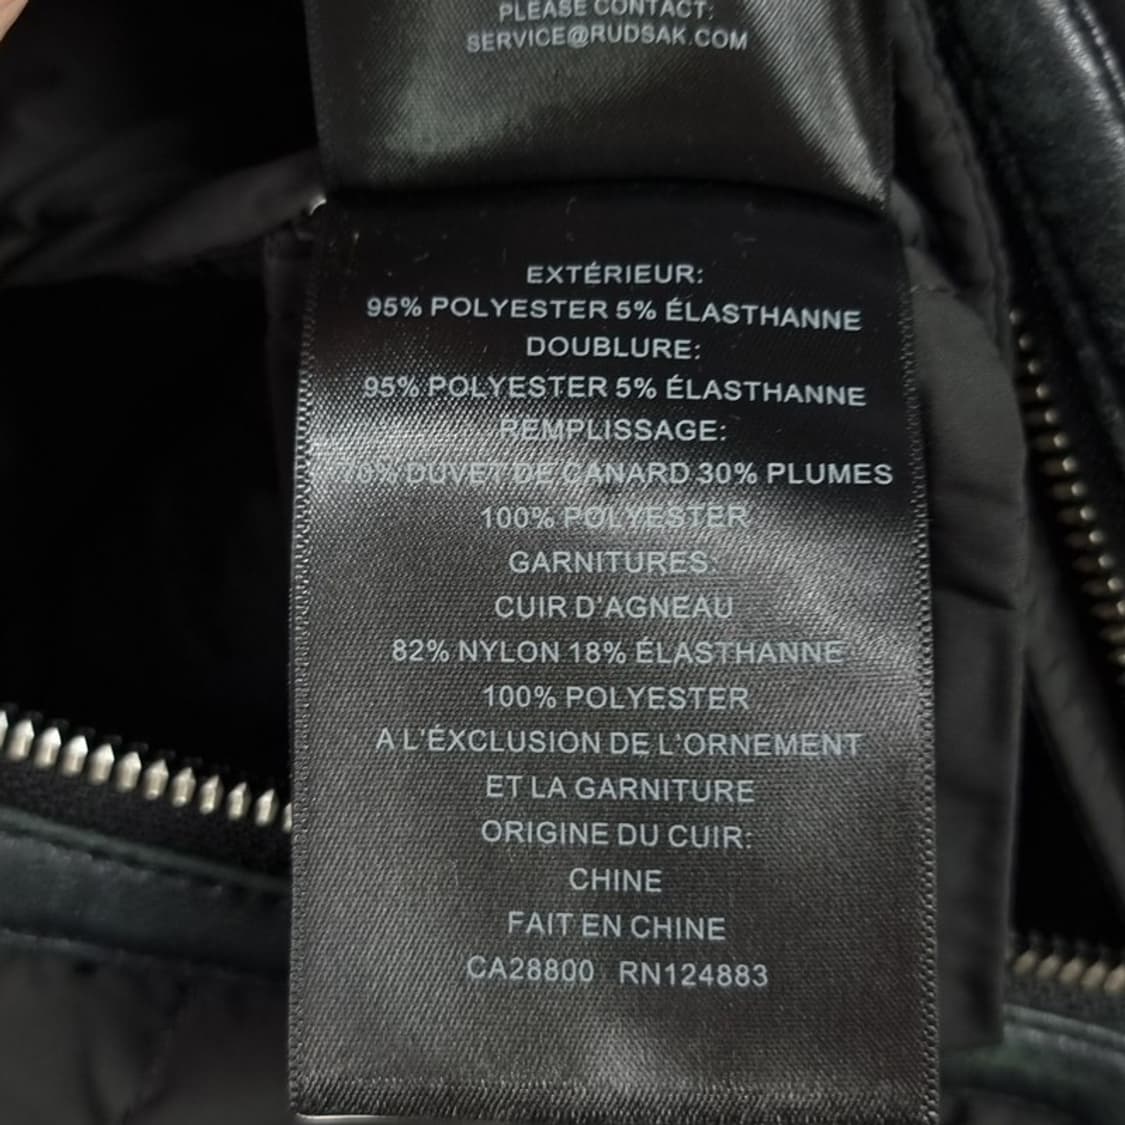 PLEASE CONTACT:
SERVICE@RUDSAK.COM
EXTÉRIEUR:
95% POLYESTER 5% ÉLASTHANNE
DOUBLURE:
95% POLYESTER 5% ÉLASTHANNE
REMPLISSAGE:
70% DUVET DE CANARD 30% PLUMES
100% POLYESTER
GARNITURES:
CUIR D'AGNEAU
82% NYLON 18% ÉLASTHANNE
100% POLYESTER
A L'ÉXCLUSION DE L'ORNEMENT
ET LA GARNITURE
ORIGINE DU CUIR:
CHINE
FAIT EN CHINE
CA28800 RN124883